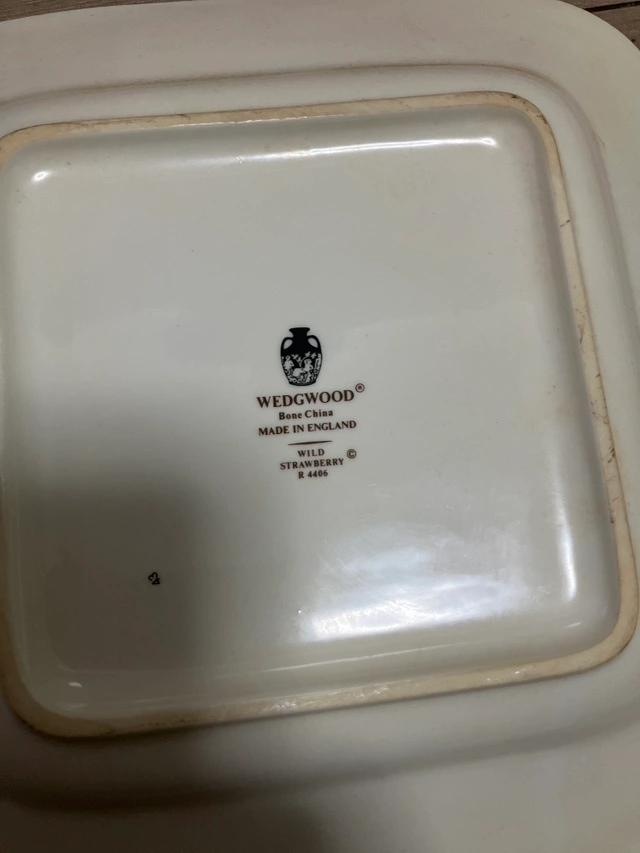 WEDGWOOD®
Bone China
MADE IN ENGLAND
WILD
STRAWBERRY ©
R 4406